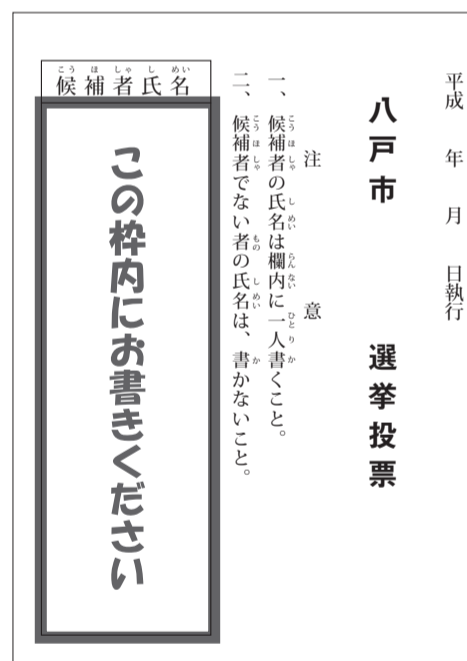 平成　年　月　日執行
八戸市　選挙投票
注　意
一、候補者の氏名は欄内に一人書くこと。
二、候補者でない者の氏名は、書かないこと。
候補者氏名
この枠内にお書きください